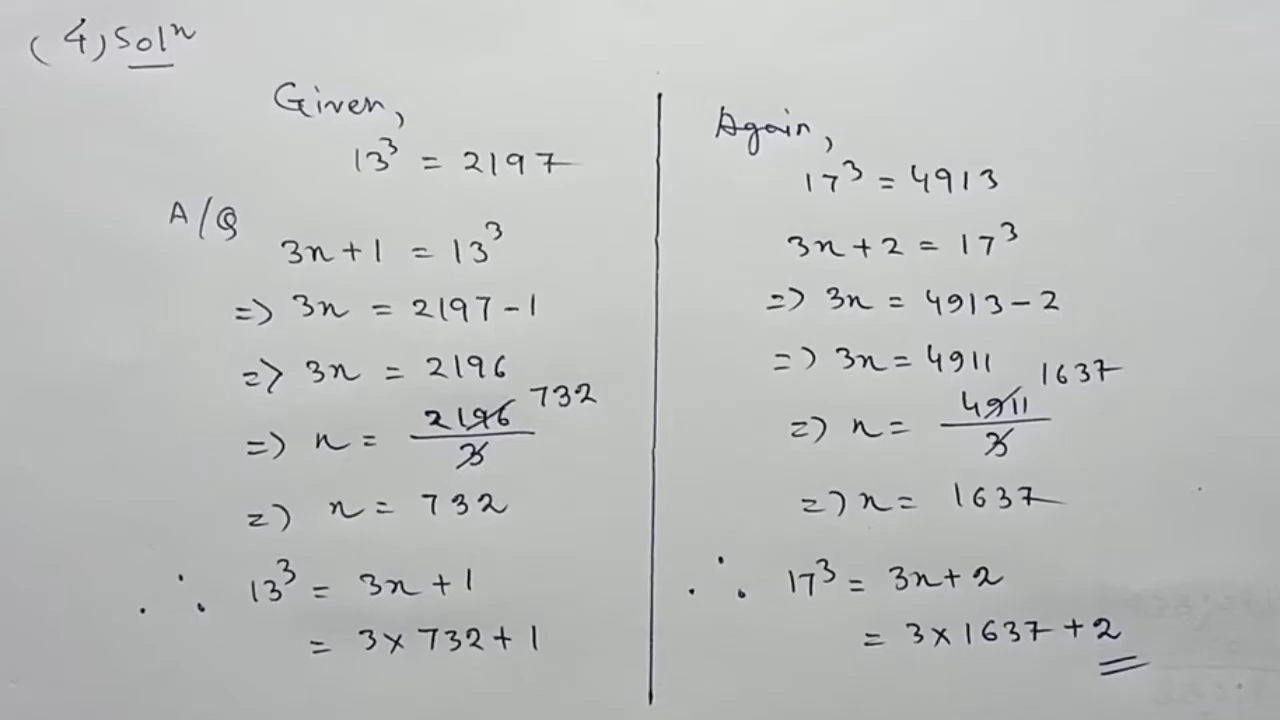 (4) Solⁿ
Given,
13³ = 2197
A/Q
3n + 1 = 13³
=> 3n = 2197 - 1
=> 3n = 2196
=> n = 2196/3 732
=> n = 732
∴ 13³ = 3n + 1
= 3 × 732 + 1
Again,
17³ = 4913
3n + 2 = 17³
=> 3n = 4913 - 2
=> 3n = 4911
=> n = 4911/3 1637
=> n = 1637
∴ 17³ = 3n + 2
= 3 × 1637 + 2